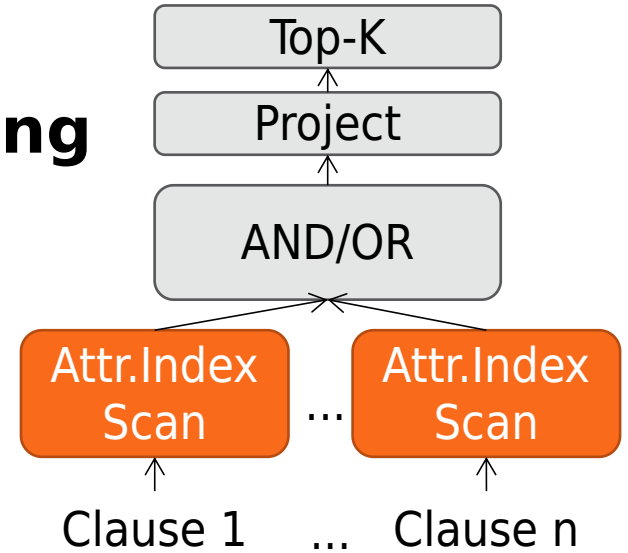 Top-K
Project
ng
AND/OR
Attr.Index
Scan
...
Attr.Index
Scan
Clause 1 ... Clause n